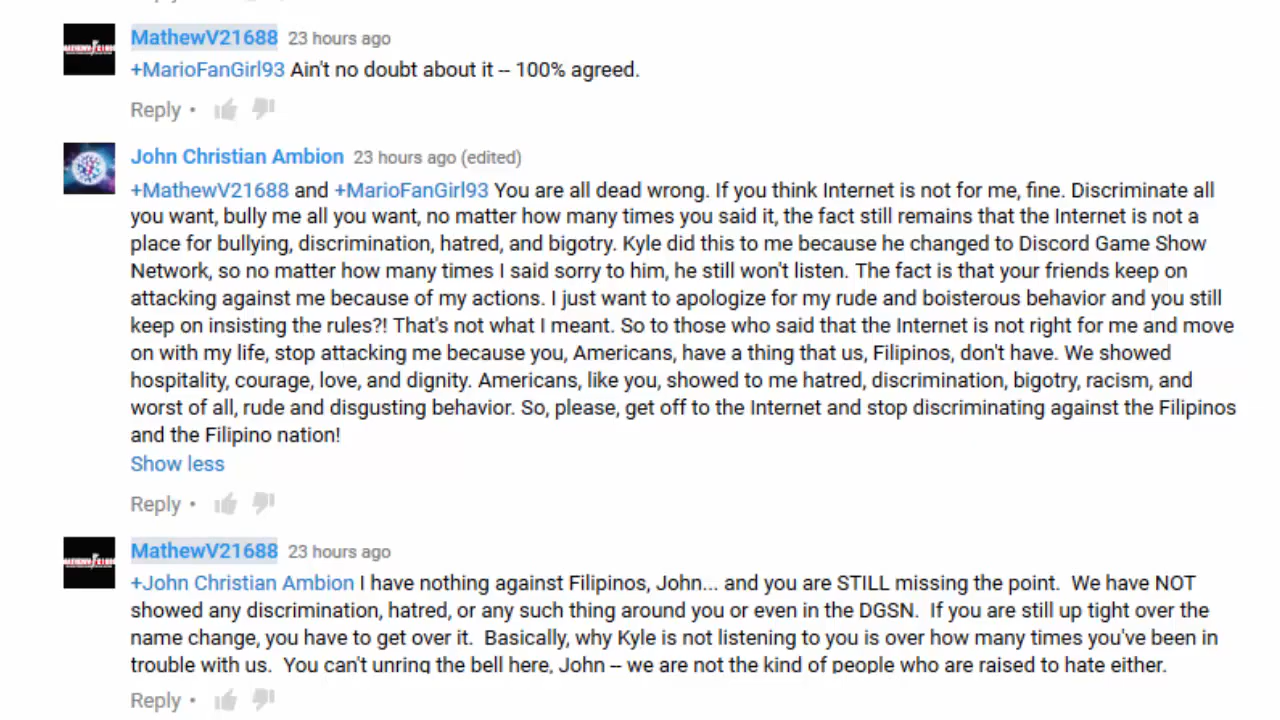 MathewV21688 23 hours ago
+MarioFanGirl93 Ain't no doubt about it -- 100% agreed.
Reply •
John Christian Ambion 23 hours ago (edited)
+MathewV21688 and +MarioFanGirl93 You are all dead wrong. If you think Internet is not for me, fine. Discriminate all
you want, bully me all you want, no matter how many times you said it, the fact still remains that the Internet is not a
place for bullying, discrimination, hatred, and bigotry. Kyle did this to me because he changed to Discord Game Show
Network, so no matter how many times I said sorry to him, he still won't listen. The fact is that your friends keep on
attacking against me because of my actions. I just want to apologize for my rude and boisterous behavior and you still
keep on insisting the rules?! That's not what I meant. So to those who said that the Internet is not right for me and move
on with my life, stop attacking me because you, Americans, have a thing that us, Filipinos, don't have. We showed
hospitality, courage, love, and dignity. Americans, like you, showed to me hatred, discrimination, bigotry, racism, and
worst of all, rude and disgusting behavior. So, please, get off to the Internet and stop discriminating against the Filipinos
and the Filipino nation!
Show less
Reply •
MathewV21688 23 hours ago
+John Christian Ambion I have nothing against Filipinos, John... and you are STILL missing the point.  We have NOT
showed any discrimination, hatred, or any such thing around you or even in the DGSN.  If you are still up tight over the
name change, you have to get over it.  Basically, why Kyle is not listening to you is over how many times you've been in
trouble with us.  You can't unring the bell here, John -- we are not the kind of people who are raised to hate either.
Reply •